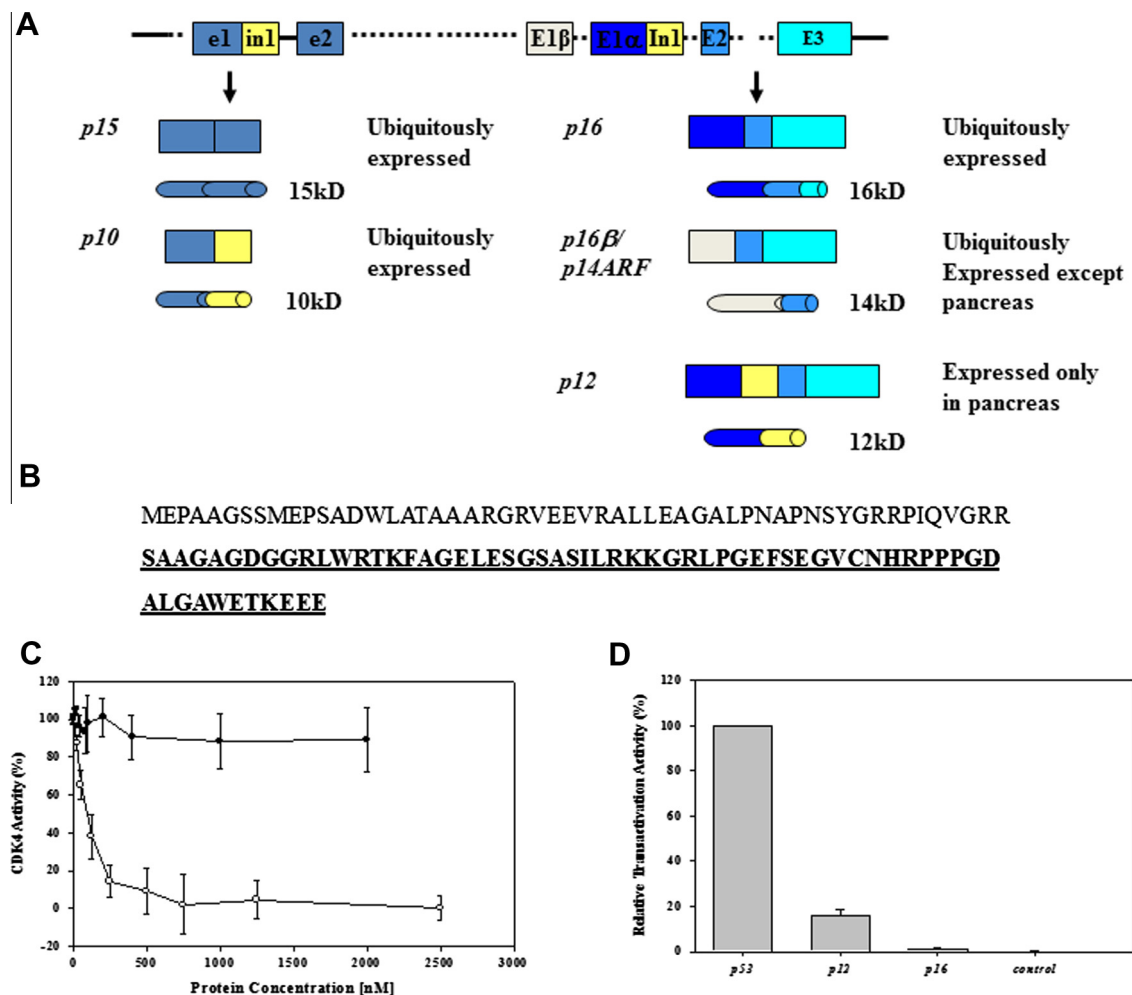 A
e1 in1 e2 E1β E1α In1 E2 E3
p15 Ubiquitously
expressed
15kD
p10 Ubiquitously
expressed
10kD
p16 Ubiquitously
expressed
16kD
p16β/
p14ARF
Ubiquitously
Expressed except
pancreas
14kD
p12 Expressed only
in pancreas
12kD
B
MEPAAGSSMEPSADWLATAAARGRVEEVRALLEAGALPNAPNSYGRRPIQVGRR
SAAGAGDGGRLWRTKFAGELESGSASILRKKGRLPGEFSEGVCNHRPPPGD
ALGAWETKEEE
C
CDK4 Activity (%)
120
100
80
60
40
20
0
-20
0 500 1000 1500 2000 2500 3000
Protein Concentration [nM]
D
Relative Transactivation Activity (%)
120
100
80
60
40
20
0
p53 p12 p16 control